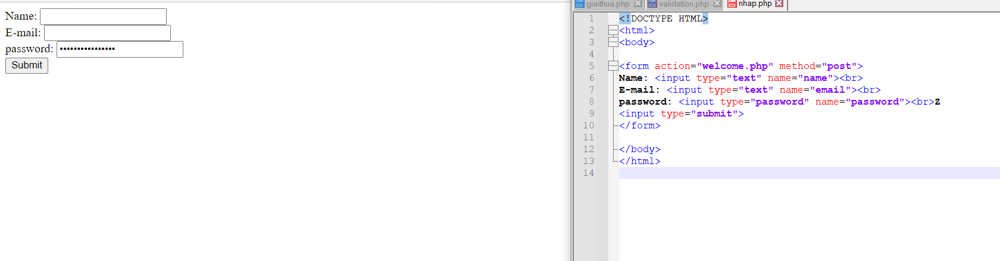 Name:
E-mail:
password: ••••••••••••••••
Submit
giaithua.php validation.php nhap.php
1 <!DOCTYPE HTML>
2 <html>
3 <body>
4
5 <form action="welcome.php" method="post">
6 Name: <input type="text" name="name"><br>
7 E-mail: <input type="text" name="email"><br>
8 password: <input type="password" name="password"><br>Z
9 <input type="submit">
10 </form>
11
12 </body>
13 </html>
14